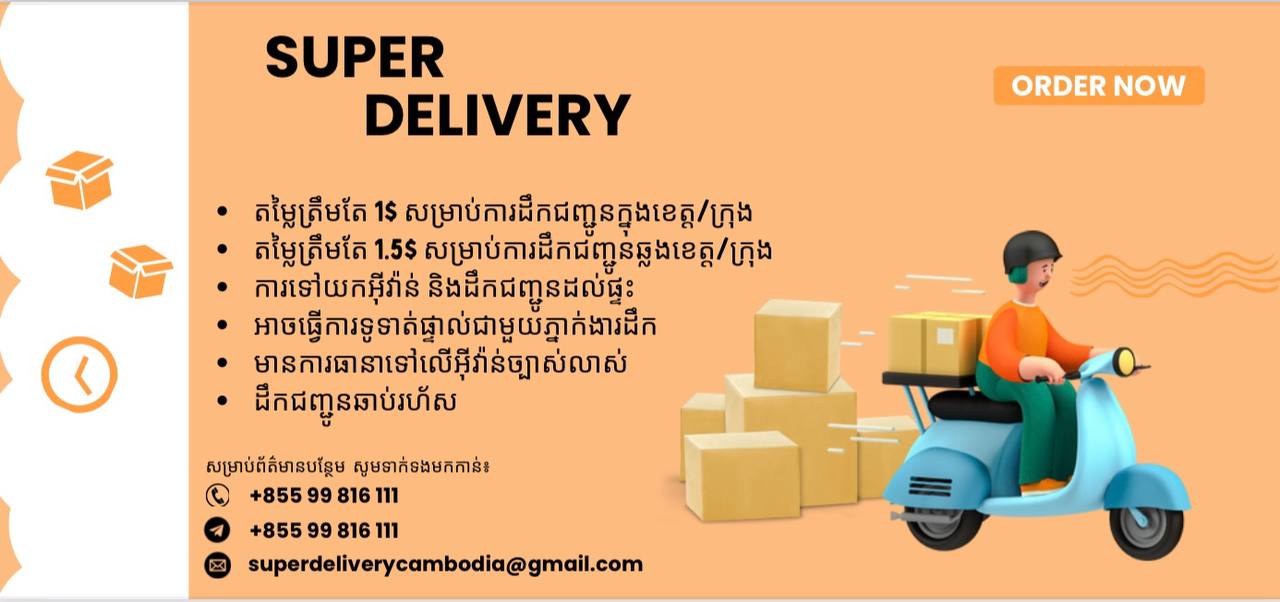 SUPER
DELIVERY
ORDER NOW
• តម្លៃត្រឹមតែ 1$ សម្រាប់ការដឹកជញ្ជូនក្នុងខេត្ត/ក្រុង
• តម្លៃត្រឹមតែ 1.5$ សម្រាប់ការដឹកជញ្ជូនឆ្លងខេត្ត/ក្រុង
• ការទៅយកអុីវ៉ាន់ និងដឹកជញ្ជូនដល់ផ្ទះ
• អាចធ្វើការទូទាត់ផ្ទាល់ជាមួយភ្នាក់ងារដឹក
• មានការធានាទៅលើអុីវ៉ាន់ច្បាស់លាស់
• ដឹកជញ្ជូនឆាប់រហ័ស
សម្រាប់ព័ត៌មានបន្ថែម សូមទាក់ទងមកកាន់៖
+855 99 816 111
+855 99 816 111
superdeliverycambodia@gmail.com